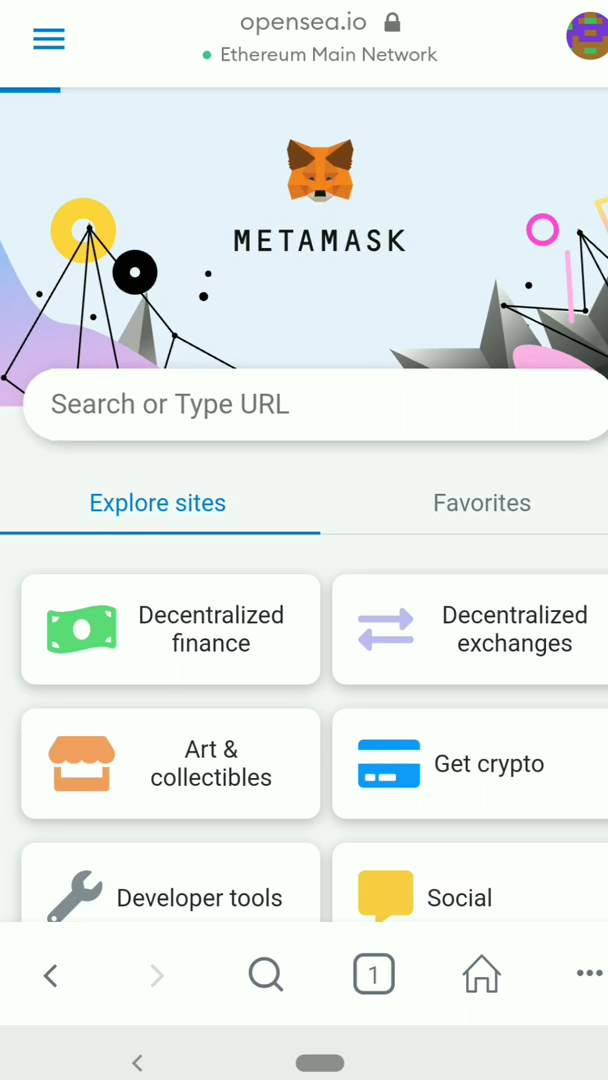 opensea.io
Ethereum Main Network
METAMASK
Search or Type URL
Explore sites
Favorites
Decentralized
finance
Decentralized
exchanges
Art &
collectibles
Get crypto
Developer tools
Social
1